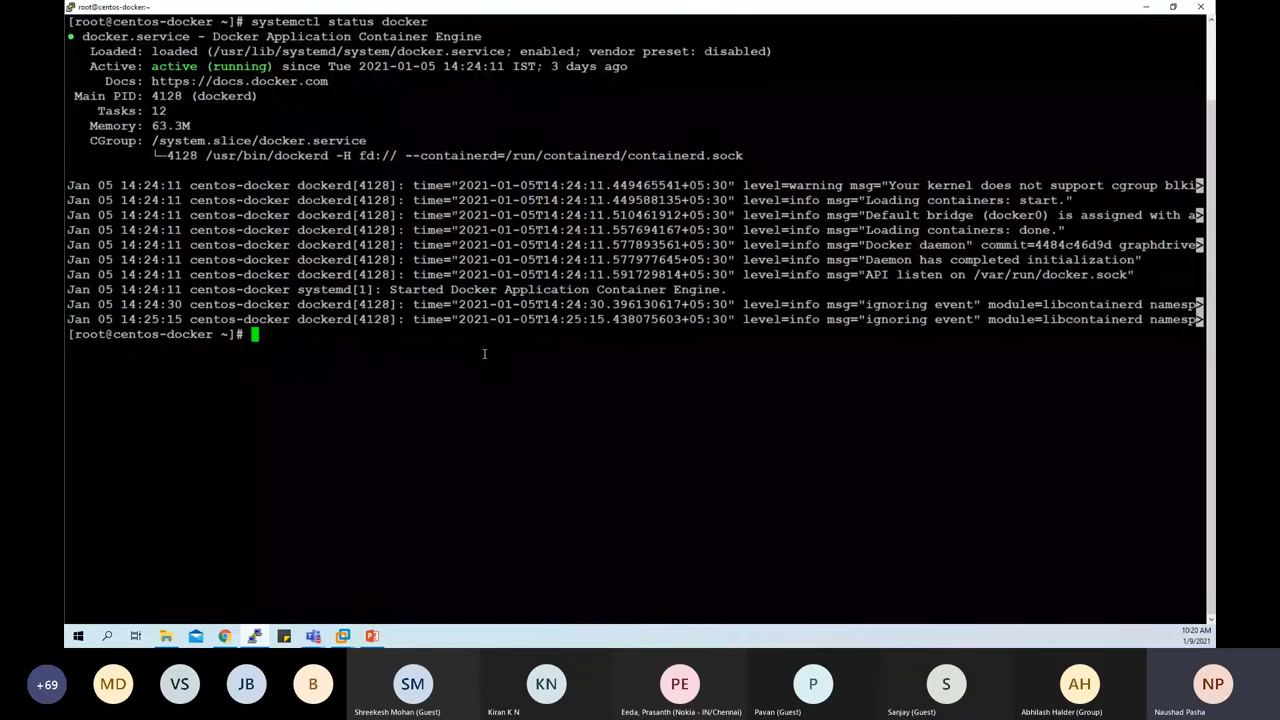 root@centos-docker:~
[root@centos-docker ~]# systemctl status docker
● docker.service - Docker Application Container Engine
Loaded: loaded (/usr/lib/systemd/system/docker.service; enabled; vendor preset: disabled)
Active: active (running) since Tue 2021-01-05 14:24:11 IST; 3 days ago
Docs: https://docs.docker.com
Main PID: 4128 (dockerd)
Tasks: 12
Memory: 63.3M
CGroup: /system.slice/docker.service
└─4128 /usr/bin/dockerd -H fd:// --containerd=/run/containerd/containerd.sock
Jan 05 14:24:11 centos-docker dockerd[4128]: time="2021-01-05T14:24:11.449465541+05:30" level=warning msg="Your kernel does not support cgroup blki>
Jan 05 14:24:11 centos-docker dockerd[4128]: time="2021-01-05T14:24:11.449588135+05:30" level=info msg="Loading containers: start."
Jan 05 14:24:11 centos-docker dockerd[4128]: time="2021-01-05T14:24:11.510461912+05:30" level=info msg="Default bridge (docker0) is assigned with a>
Jan 05 14:24:11 centos-docker dockerd[4128]: time="2021-01-05T14:24:11.557694167+05:30" level=info msg="Loading containers: done."
Jan 05 14:24:11 centos-docker dockerd[4128]: time="2021-01-05T14:24:11.577893561+05:30" level=info msg="Docker daemon" commit=4484c46d9d graphdrive>
Jan 05 14:24:11 centos-docker dockerd[4128]: time="2021-01-05T14:24:11.577977645+05:30" level=info msg="Daemon has completed initialization"
Jan 05 14:24:11 centos-docker dockerd[4128]: time="2021-01-05T14:24:11.591729814+05:30" level=info msg="API listen on /var/run/docker.sock"
Jan 05 14:24:11 centos-docker systemd[1]: Started Docker Application Container Engine.
Jan 05 14:24:30 centos-docker dockerd[4128]: time="2021-01-05T14:24:30.396130617+05:30" level=info msg="ignoring event" module=libcontainerd namesp>
Jan 05 14:25:15 centos-docker dockerd[4128]: time="2021-01-05T14:25:15.438075603+05:30" level=info msg="ignoring event" module=libcontainerd namesp>
[root@centos-docker ~]#
10:20 AM
1/9/2021
+69 MD VS JB B SM KN PE P S AH NP
Shreekesh Mohan (Guest) Kiran K N Eeda, Prasanth (Nokia - IN/Chennai) Pavan (Guest) Sanjay (Guest) Abhilash Halder (Group) Naushad Pasha